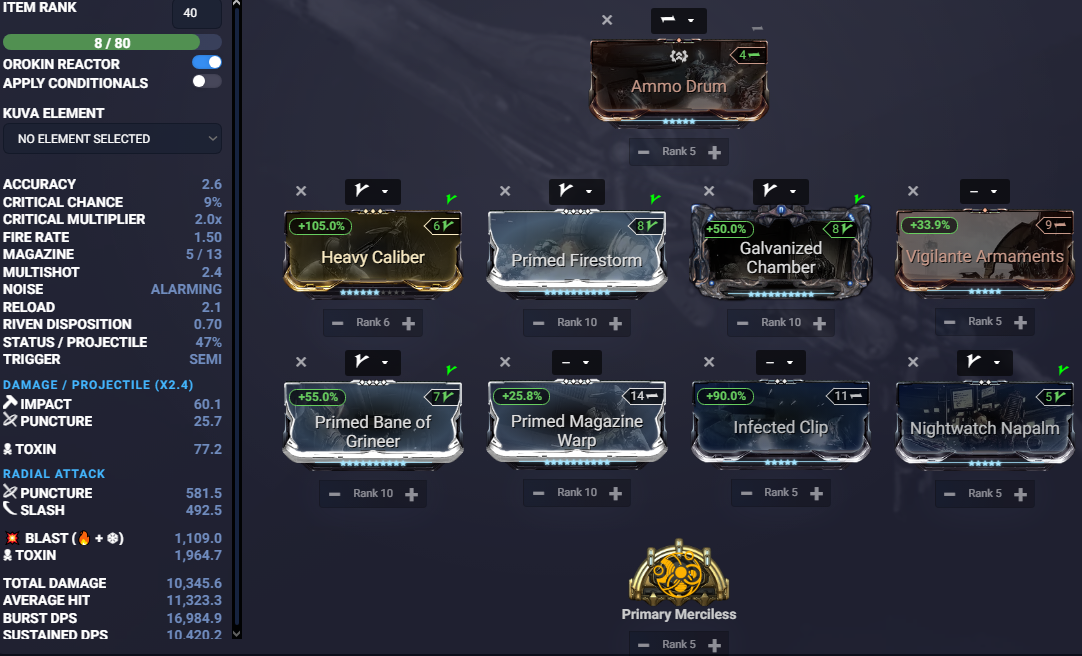 ITEM RANK
40
8 / 80
OROKIN REACTOR
APPLY CONDITIONALS
KUVA ELEMENT
NO ELEMENT SELECTED
ACCURACY 2.6
CRITICAL CHANCE 9%
CRITICAL MULTIPLIER 2.0x
FIRE RATE 1.50
MAGAZINE 5 / 13
MULTISHOT 2.4
NOISE ALARMING
RELOAD 2.1
RIVEN DISPOSITION 0.70
STATUS / PROJECTILE 47%
TRIGGER SEMI
DAMAGE / PROJECTILE (X2.4)
IMPACT 60.1
PUNCTURE 25.7
TOXIN 77.2
RADIAL ATTACK
PUNCTURE 581.5
SLASH 492.5
BLAST ( + ) 1,109.0
TOXIN 1,964.7
TOTAL DAMAGE 10,345.6
AVERAGE HIT 11,323.3
BURST DPS 16,984.9
SUSTAINED DPS 10,420.2
4
Ammo Drum
Rank 5
+105.0% 6
Heavy Caliber
Rank 6
8
Primed Firestorm
Rank 10
+50.0% 8
Galvanized
Chamber
Rank 10
+33.9% 9
Vigilante Armaments
Rank 5
+55.0% 7
Primed Bane of
Grineer
Rank 10
+25.8% 14
Primed Magazine
Warp
Rank 10
+90.0% 11
Infected Clip
Rank 5
5
Nightwatch Napalm
Rank 5
Primary Merciless
Rank 5